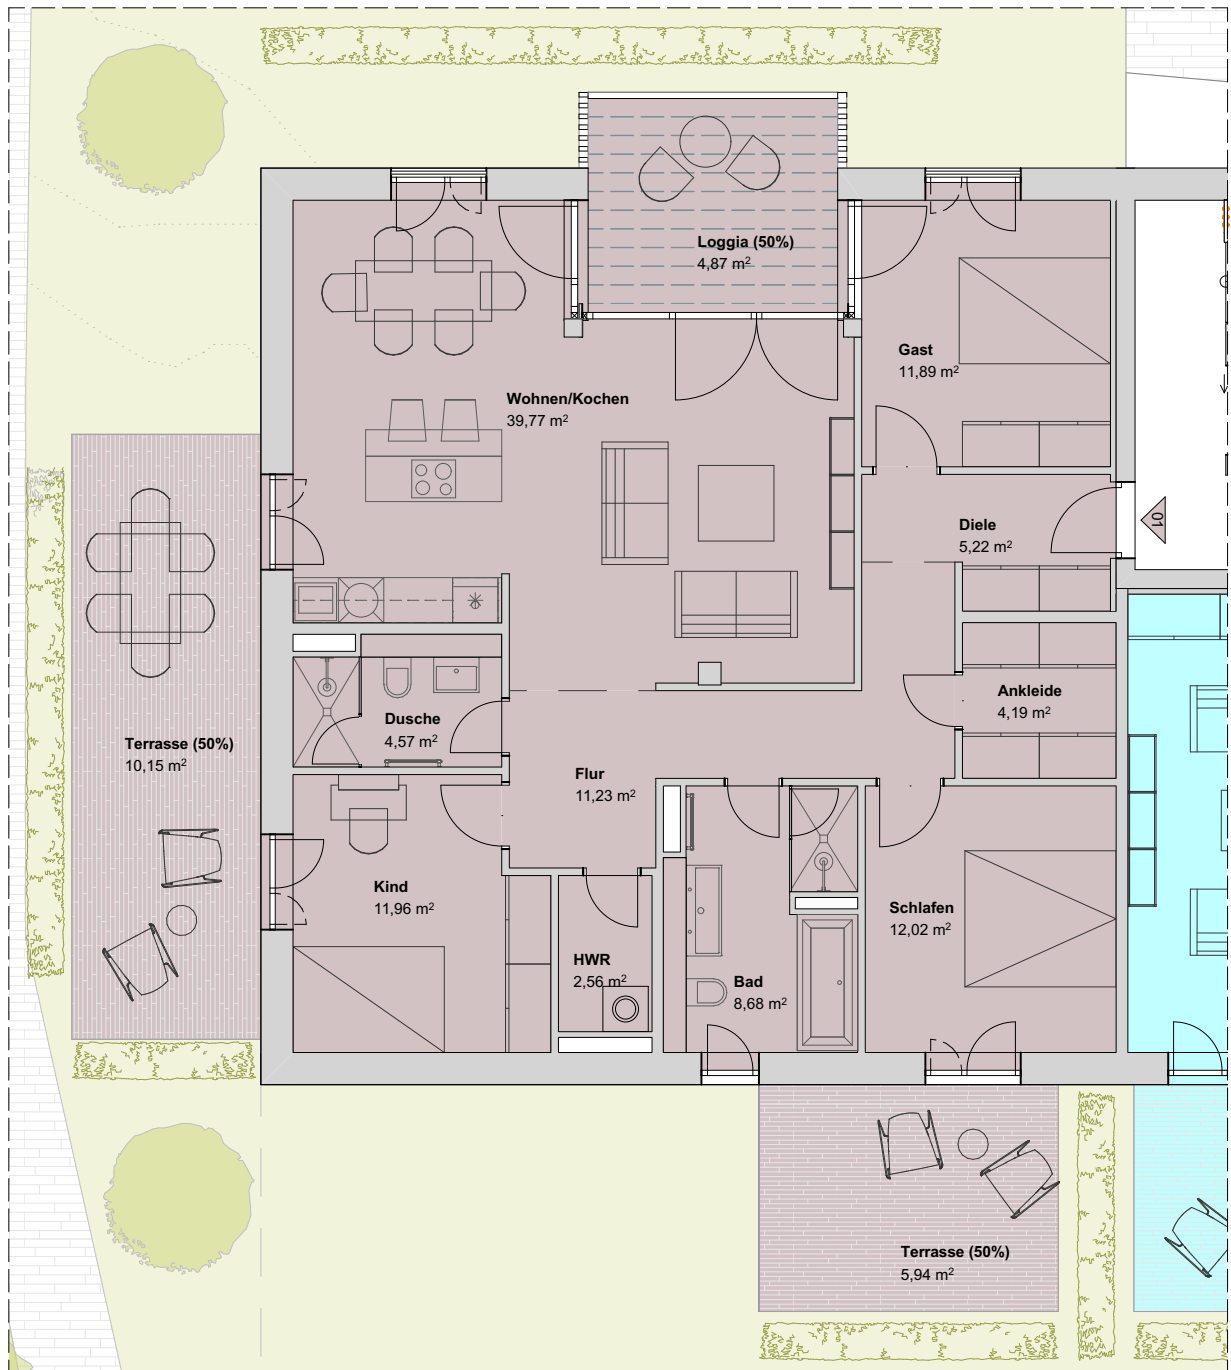 Loggia (50%)
4,87 m²
Gast
11,89 m²
Wohnen/Kochen
39,77 m²
Diele
5,22 m²
01
Ankleide
4,19 m²
Dusche
4,57 m²
Terrasse (50%)
10,15 m²
Flur
11,23 m²
Kind
11,96 m²
Schlafen
12,02 m²
HWR
2,56 m²
Bad
8,68 m²
Terrasse (50%)
5,94 m²